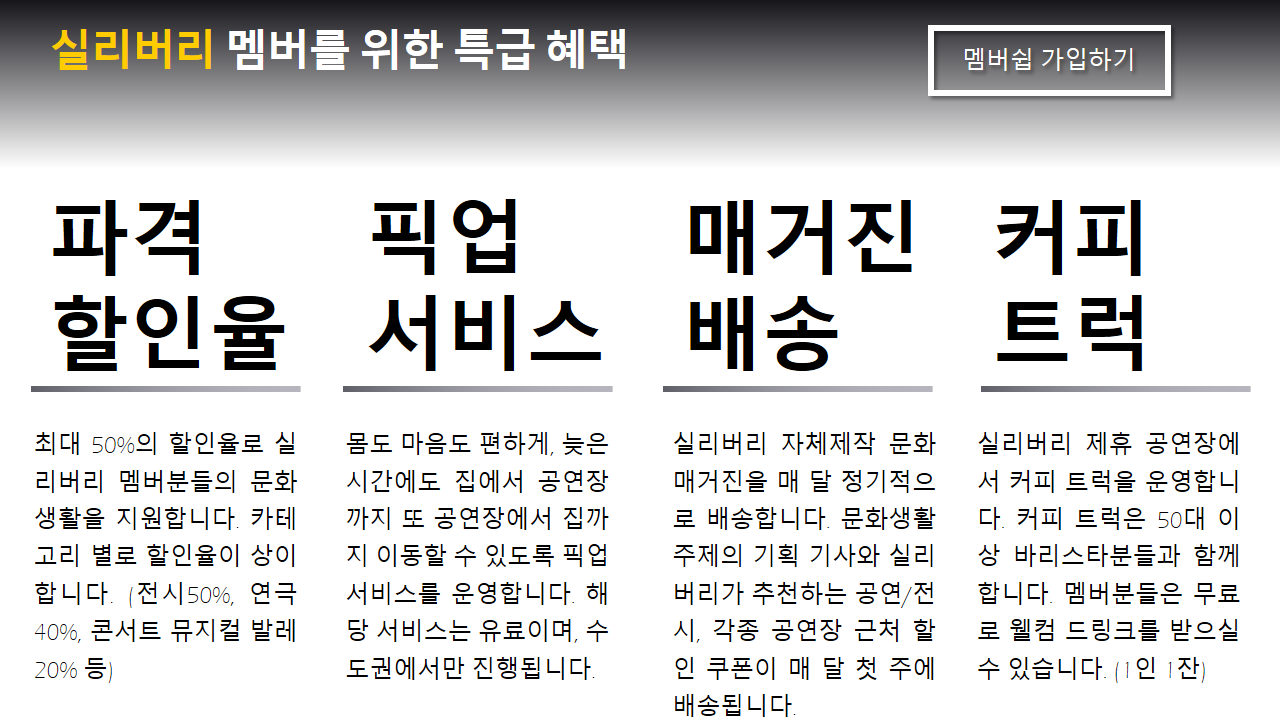 실리버리 멤버를 위한 특급 혜택
멤버쉽 가입하기
파격
할인율
최대 50%의 할인율로 실
리버리 멤버분들의 문화
생활을 지원합니다. 카테
고리 별로 할인율이 상이
합니다. (전시50%, 연극
40%, 콘서트 뮤지컬 발레
20% 등)
픽업
서비스
몸도 마음도 편하게, 늦은
시간에도 집에서 공연장
까지 또 공연장에서 집까
지 이동할 수 있도록 픽업
서비스를 운영합니다. 해
당 서비스는 유료이며, 수
도권에서만 진행됩니다.
매거진
배송
실리버리 자체제작 문화
매거진을 매 달 정기적으
로 배송합니다. 문화생활
주제의 기획 기사와 실리
버리가 추천하는 공연/전
시, 각종 공연장 근처 할
인 쿠폰이 매 달 첫 주에
배송됩니다.
커피
트럭
실리버리 제휴 공연장에
서 커피 트럭을 운영합니
다. 커피 트럭은 50대 이
상 바리스타분들과 함께
합니다. 멤버분들은 무료
로 웰컴 드링크를 받으실
수 있습니다. (1인 1잔)